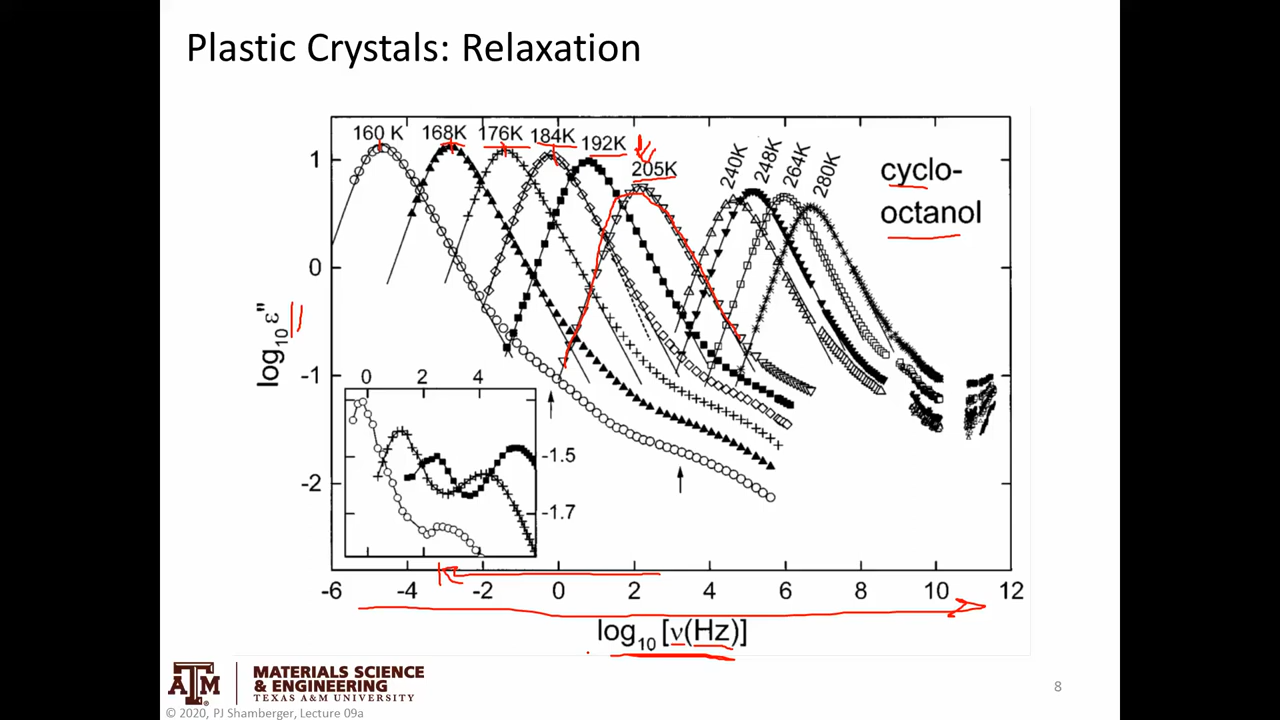 Plastic Crystals: Relaxation
160 K
168K
176K
184K
192K
205K
240K
248K
264K
280K
cyclo-
octanol
log10 ε"
1
0
-1
-2
0 2 4
-1.5
-1.7
-6 -4 -2 0 2 4 6 8 10 12
log10 [ν(Hz)]
ATM
MATERIALS SCIENCE
& ENGINEERING
TEXAS A&M UNIVERSITY
© 2020, PJ Shamberger, Lecture 09a
8